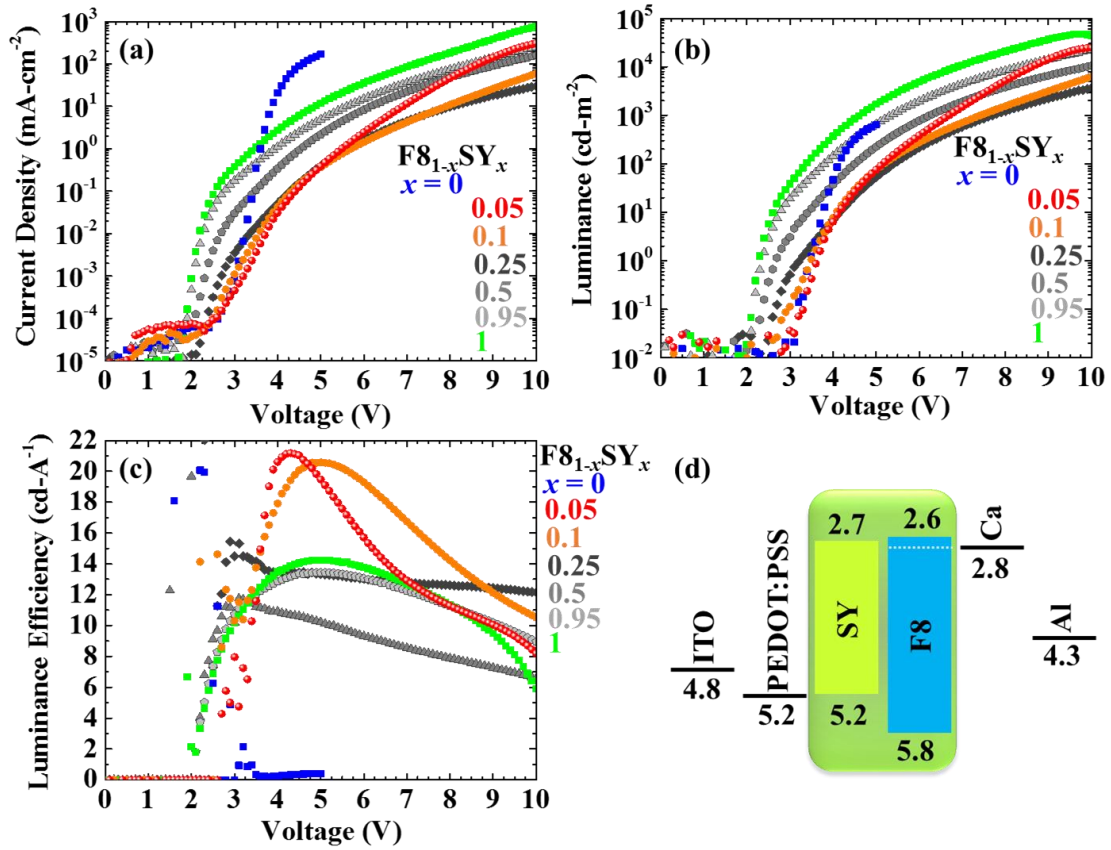 (a)
Current Density (mA-cm⁻²)
10³
10²
10¹
10⁰
10⁻¹
10⁻²
10⁻³
10⁻⁴
10⁻⁵
F8₁₋ₓSYₓ
x = 0
0.05
0.1
0.25
0.5
0.95
1
0 1 2 3 4 5 6 7 8 9 10
Voltage (V)
(b)
Luminance (cd-m⁻²)
10⁵
10⁴
10³
10²
10¹
10⁰
10⁻¹
10⁻²
F8₁₋ₓSYₓ
x = 0
0.05
0.1
0.25
0.5
0.95
1
0 1 2 3 4 5 6 7 8 9 10
Voltage (V)
(c)
Luminance Efficiency (cd-A⁻¹)
22
20
18
16
14
12
10
8
6
4
2
0
F8₁₋ₓSYₓ
x = 0
0.05
0.1
0.25
0.5
0.95
1
0 1 2 3 4 5 6 7 8 9 10
Voltage (V)
(d)
ITO
4.8
PEDOT:PSS
5.2
2.7
SY
5.2
2.6
F8
5.8
Ca
2.8
Al
4.3